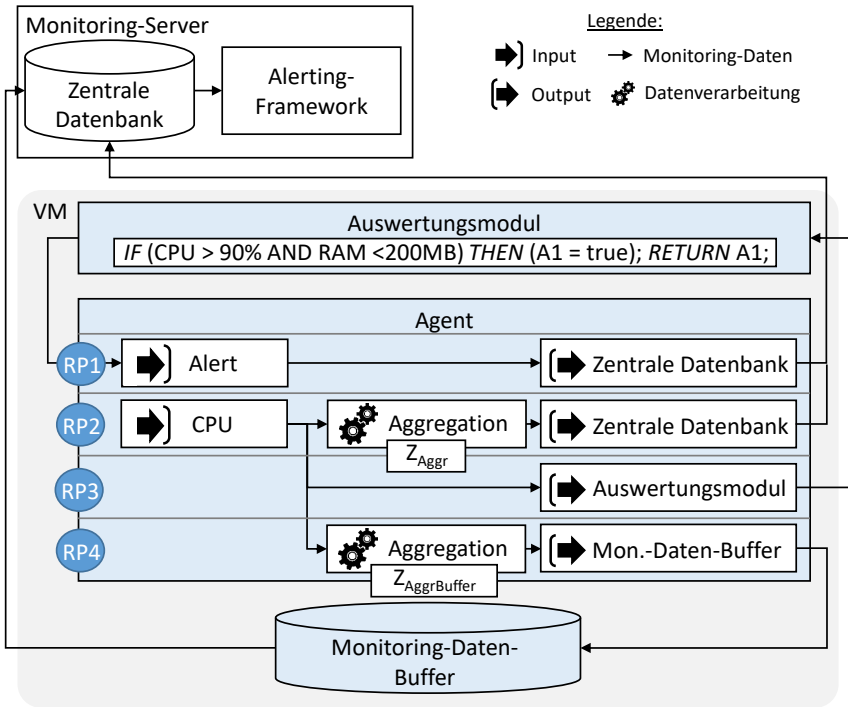 Monitoring-Server
Zentrale
Datenbank
Alerting-
Framework
Legende:
Input
Monitoring-Daten
Output
Datenverarbeitung
VM
Auswertungsmodul
IF (CPU > 90% AND RAM <200MB) THEN (A1 = true); RETURN A1;
Agent
RP1
Alert
Zentrale Datenbank
RP2
CPU
Aggregation
Zentrale Datenbank
Z_Aggr
RP3
Auswertungsmodul
RP4
Aggregation
Mon.-Daten-Buffer
Z_AggrBuffer
Monitoring-Daten-
Buffer